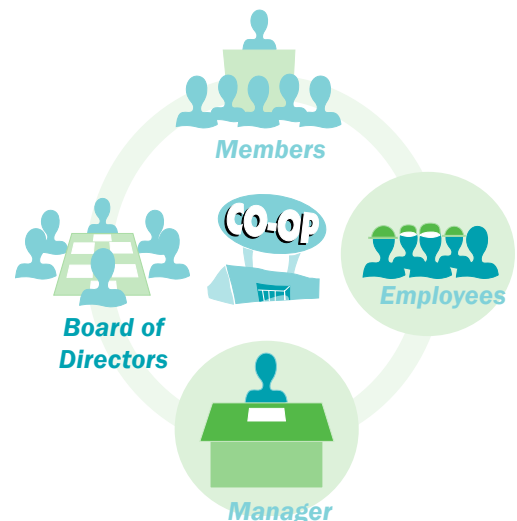 Members
CO-OP
Employees
Board of
Directors
Manager